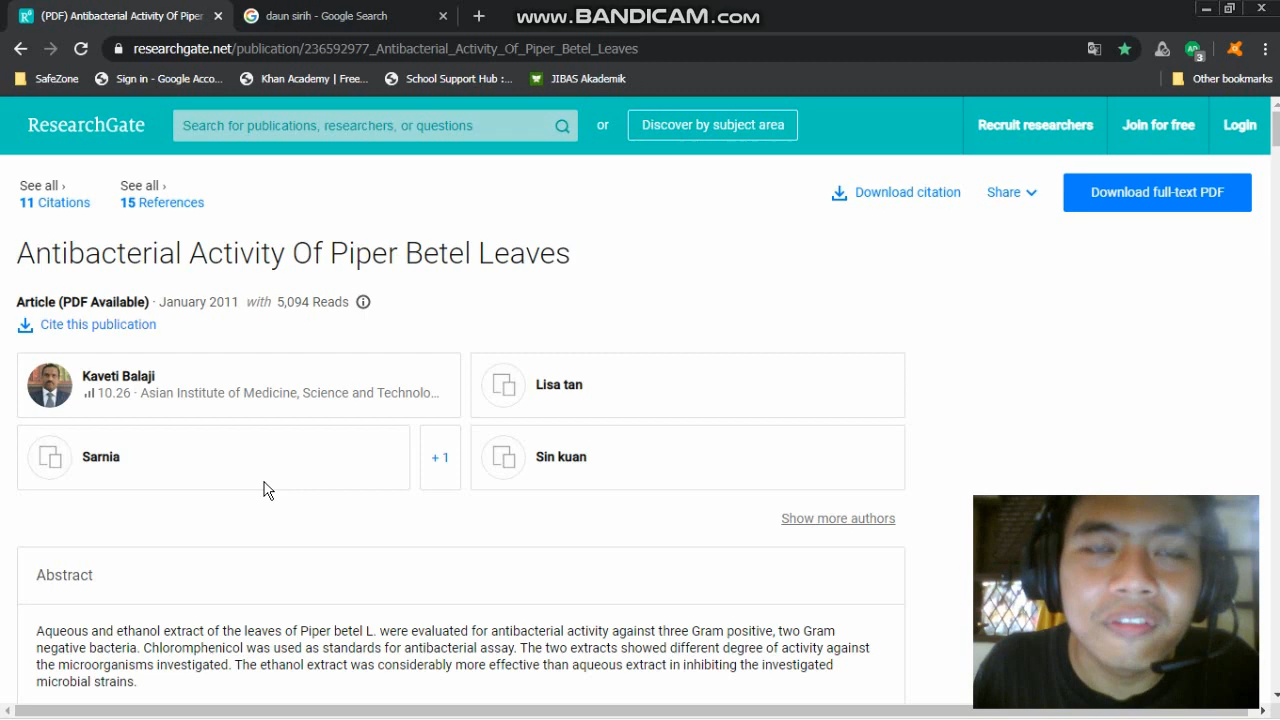 (PDF) Antibacterial Activity Of Piper
daun sirih - Google Search
www.BANDICAM.com
researchgate.net/publication/236592977_Antibacterial_Activity_Of_Piper_Betel_Leaves
3
SafeZone
Sign in - Google Acco...
Khan Academy | Free...
School Support Hub :...
JIBAS Akademik
Other bookmarks
ResearchGate
Search for publications, researchers, or questions
or
Discover by subject area
Recruit researchers
Join for free
Login
See all ›
11 Citations
See all ›
15 References
Download citation
Share
Download full-text PDF
Antibacterial Activity Of Piper Betel Leaves
Article (PDF Available) · January 2011 with 5,094 Reads
Cite this publication
Kaveti Balaji
10.26 · Asian Institute of Medicine, Science and Technolo...
Lisa tan
Sarnia
+ 1
Sin kuan
Show more authors
Abstract
Aqueous and ethanol extract of the leaves of Piper betel L. were evaluated for antibacterial activity against three Gram positive, two Gram
negative bacteria. Chlorompehnicol was used as standards for antibacterial assay. The two extracts showed different degree of activity against
the microorganisms investigated. The ethanol extract was considerably more effective than aqueous extract in inhibiting the investigated
microbial strains.